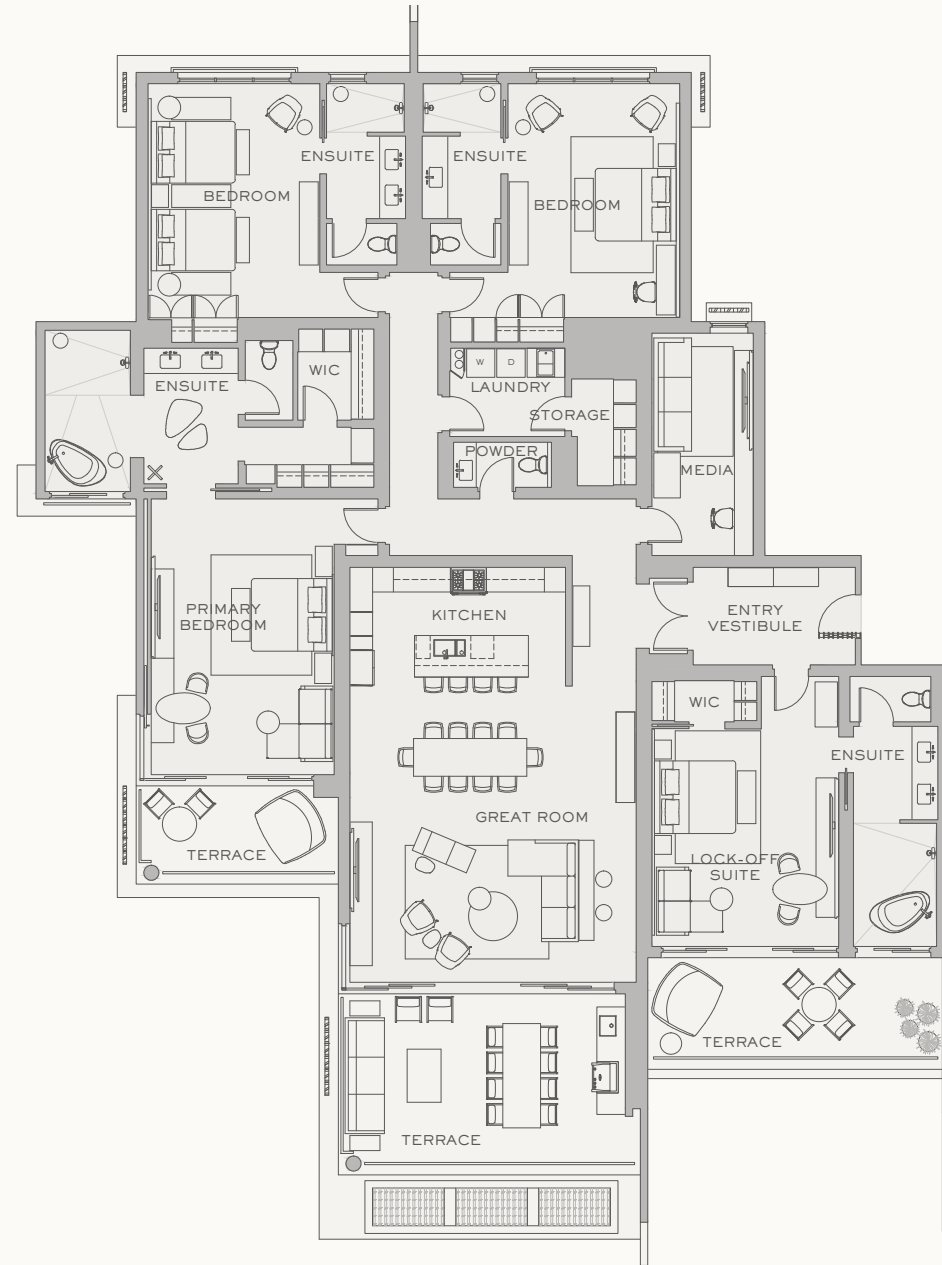 ENSUITE
ENSUITE
BEDROOM
BEDROOM
W
D
WIC
ENSUITE
LAUNDRY
STORAGE
POWDER
MEDIA
PRIMARY
BEDROOM
KITCHEN
ENTRY
VESTIBULE
WIC
ENSUITE
GREAT ROOM
TERRACE
LOCK-OFF
SUITE
TERRACE
TERRACE